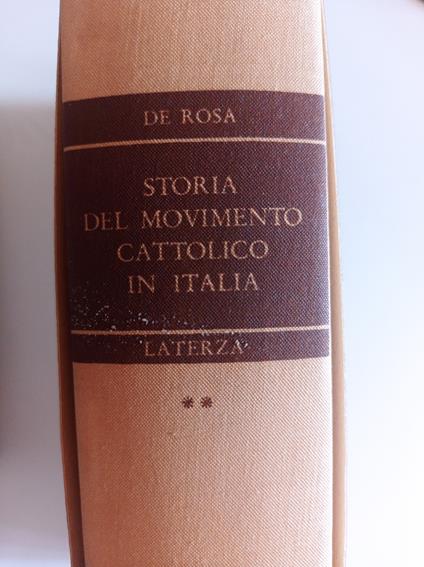 DE ROSA
STORIA
DEL MOVIMENTO
CATTOLICO
IN ITALIA
LATERZA
**